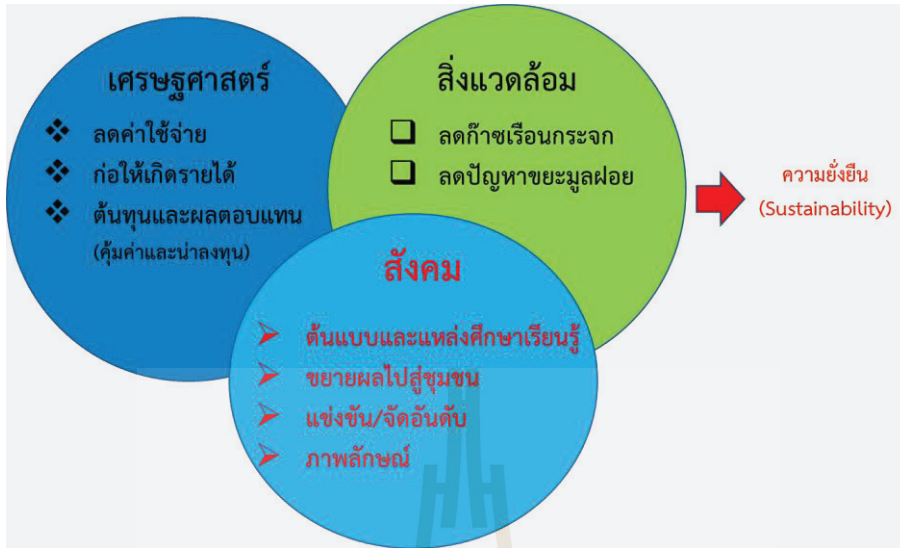 เศรษฐศาสตร์
ลดค่าใช้จ่าย
ก่อให้เกิดรายได้
ต้นทุนและผลตอบแทน
(คุ้มค่าและน่าลงทุน)
สิ่งแวดล้อม
ลดก๊าซเรือนกระจก
ลดปัญหาขยะมูลฝอย
สังคม
ต้นแบบและแหล่งศึกษาเรียนรู้
ขยายผลไปสู่ชุมชน
แข่งขัน/จัดอันดับ
ภาพลักษณ์
ความยั่งยืน
(Sustainability)